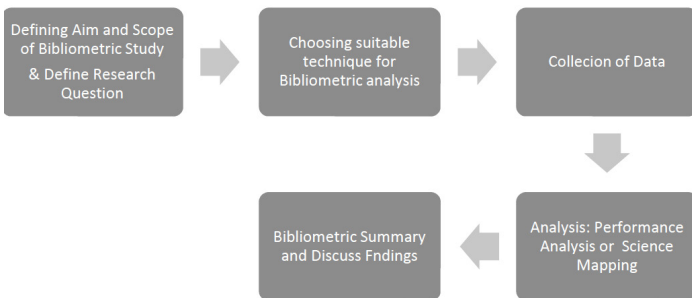 Defining Aim and Scope
of Bibliometric Study
& Define Research
Question
Choosing suitable
technique for
Bibliometric analysis
Collecion of Data
Analysis: Performance
Analysis or Science
Mapping
Bibliometric Summary
and Discuss Fndings